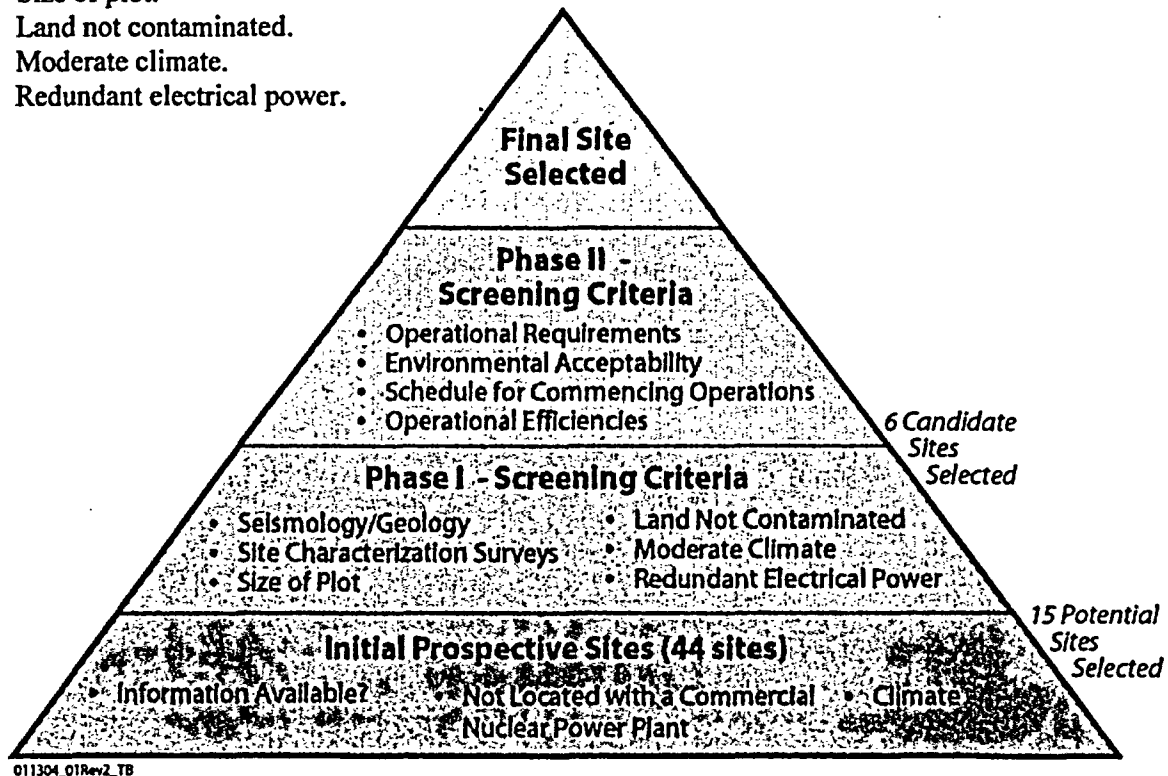 Land not contaminated.
Moderate climate.
Redundant electrical power.
Final Site
Selected
Phase II -
Screening Criteria
• Operational Requirements
• Environmental Acceptability
• Schedule for Commencing Operations
• Operational Efficiencies
6 Candidate
Sites
Selected
Phase I - Screening Criteria
• Seismology/Geology
• Site Characterization Surveys
• Size of Plot
• Land Not Contaminated
• Moderate Climate
• Redundant Electrical Power
15 Potential
Sites
Selected
Initial Prospective Sites (44 sites)
• Information Available?
• Not Located with a Commercial
Nuclear Power Plant
• Climate
011304_01Rev2_TB